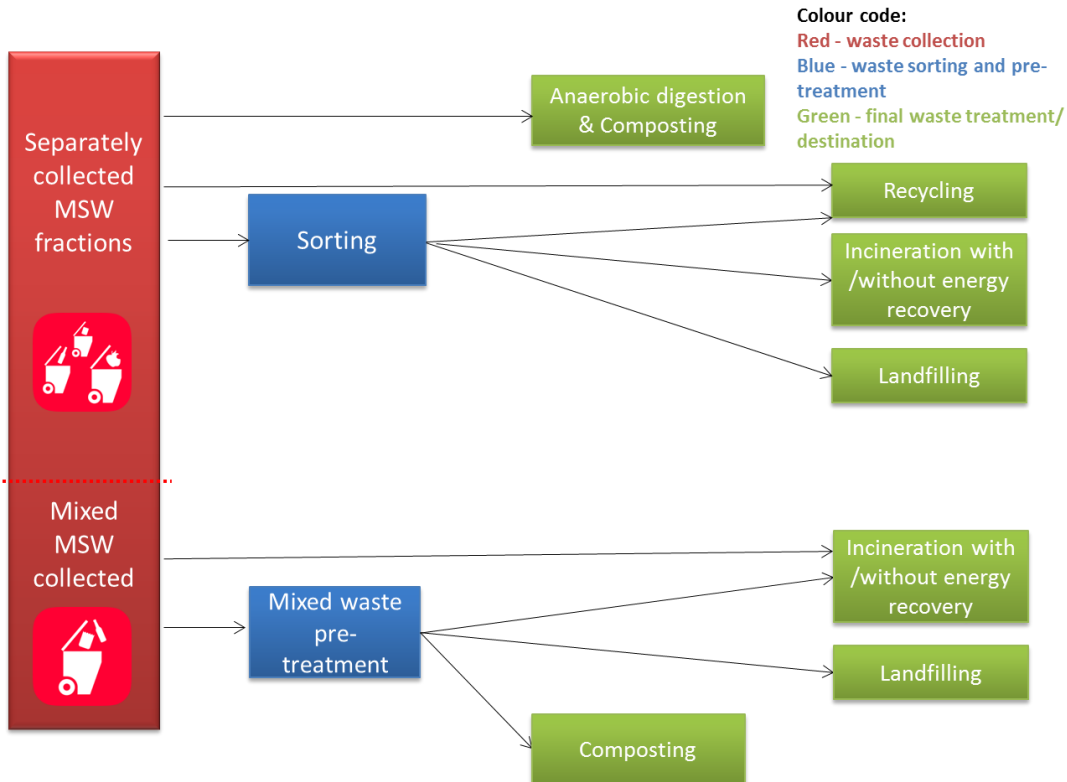 Colour code:
Red - waste collection
Blue - waste sorting and pre-
treatment
Green - final waste treatment/
destination
Separately
collected
MSW
fractions
Anaerobic digestion
& Composting
Sorting
Recycling
Incineration with
/without energy
recovery
Landfilling
Mixed
MSW
collected
Mixed waste
pre-
treatment
Incineration with
/without energy
recovery
Landfilling
Composting